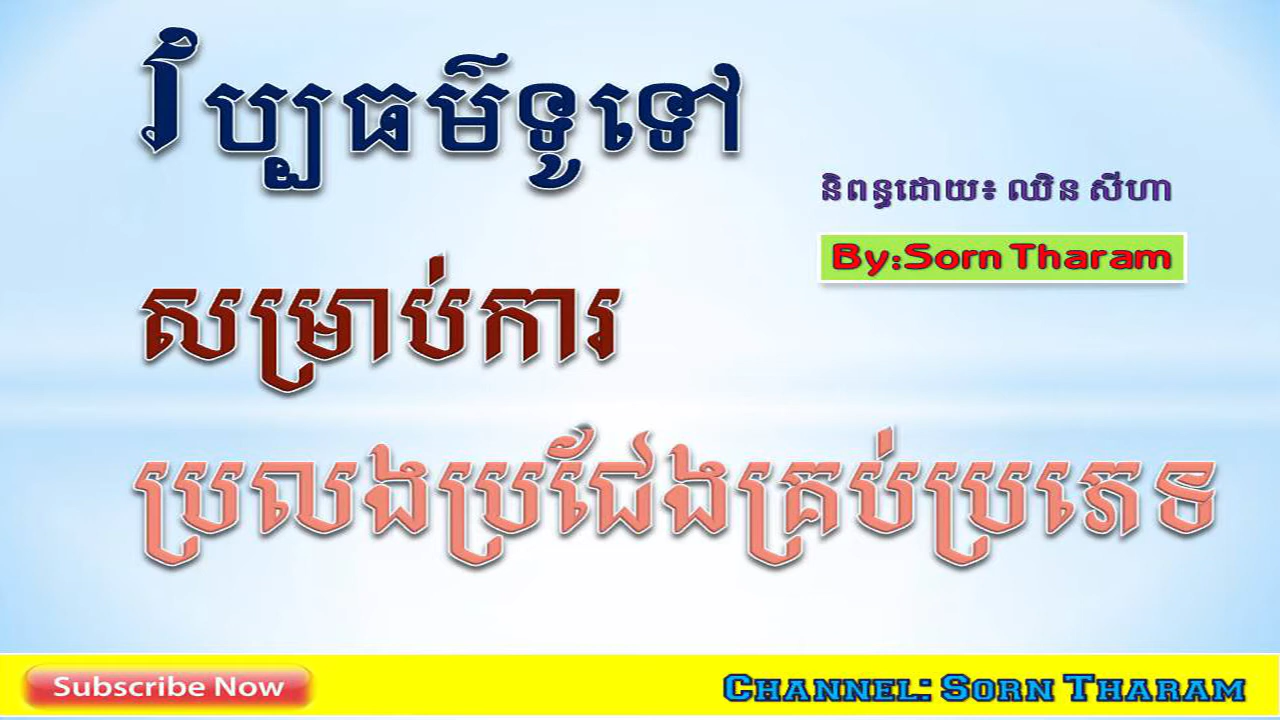 វប្បធម៌ទូទៅ
និពន្ធដោយ៖ ឈិន សីហា
By:Sorn Tharam
សម្រាប់ការ
ប្រលងប្រជែងគ្រប់ប្រភេទ
Subscribe Now
Channel: Sorn Tharam